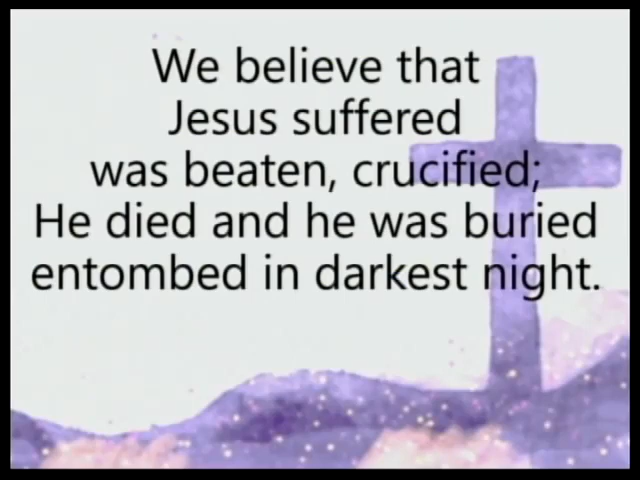 We believe that
Jesus suffered
was beaten, crucified;
He died and he was buried
entombed in darkest night.